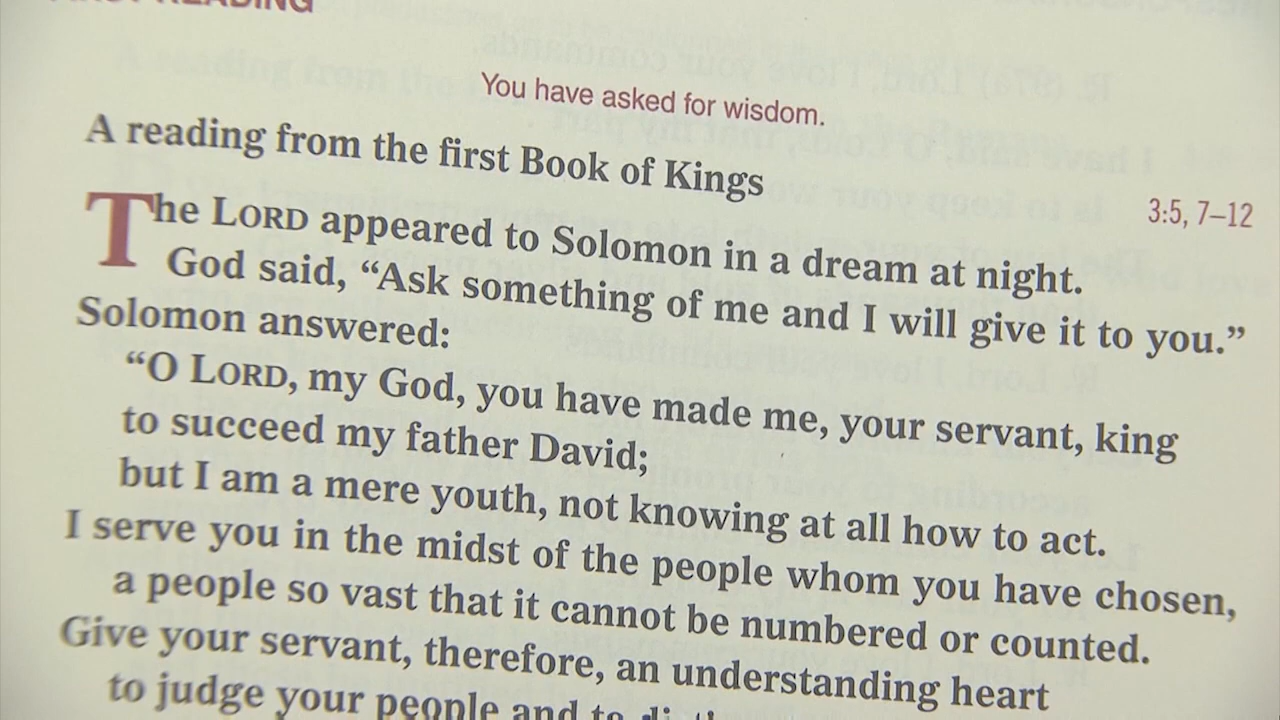 READING
You have asked for wisdom.
A reading from the first Book of Kings
3:5, 7–12
The LORD appeared to Solomon in a dream at night.
God said, “Ask something of me and I will give it to you.”
Solomon answered:
“O LORD, my God, you have made me, your servant, king
to succeed my father David;
but I am a mere youth, not knowing at all how to act.
I serve you in the midst of the people whom you have chosen,
a people so vast that it cannot be numbered or counted.
Give your servant, therefore, an understanding heart
to judge your people and to